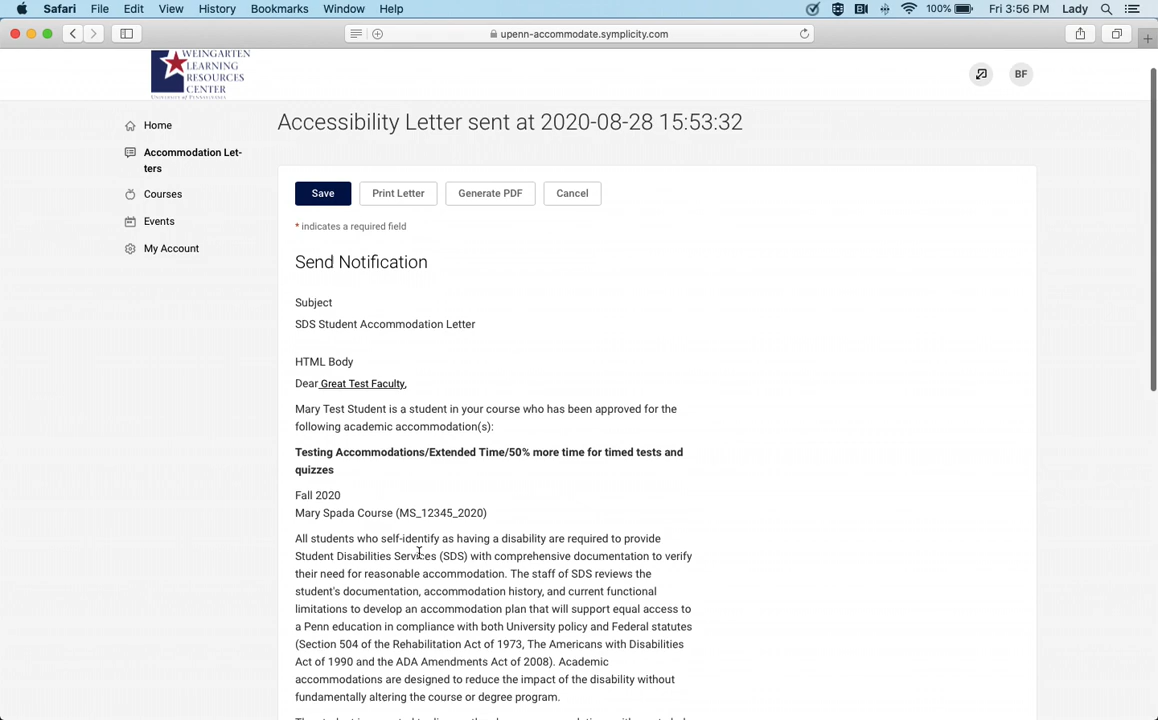 Safari File Edit View History Bookmarks Window Help 100% Fri 3:56 PM Lady
upenn-accommodate.symplicity.com
WEINGARTEN
LEARNING
RESOURCES
CENTER
BF
Accessibility Letter sent at 2020-08-28 15:53:32
Home
Accommodation Let-
ters
Courses
Events
My Account
Save Print Letter Generate PDF Cancel
* indicates a required field
Send Notification
Subject
SDS Student Accommodation Letter
HTML Body
Dear Great Test Faculty,
Mary Test Student is a student in your course who has been approved for the
following academic accommodation(s):
Testing Accommodations/Extended Time/50% more time for timed tests and
quizzes
Fall 2020
Mary Spada Course (MS_12345_2020)
All students who self-identify as having a disability are required to provide
Student Disabilities Services (SDS) with comprehensive documentation to verify
their need for reasonable accommodation. The staff of SDS reviews the
student's documentation, accommodation history, and current functional
limitations to develop an accommodation plan that will support equal access to
a Penn education in compliance with both University policy and Federal statutes
(Section 504 of the Rehabilitation Act of 1973, The Americans with Disabilities
Act of 1990 and the ADA Amendments Act of 2008). Academic
accommodations are designed to reduce the impact of the disability without
fundamentally altering the course or degree program.